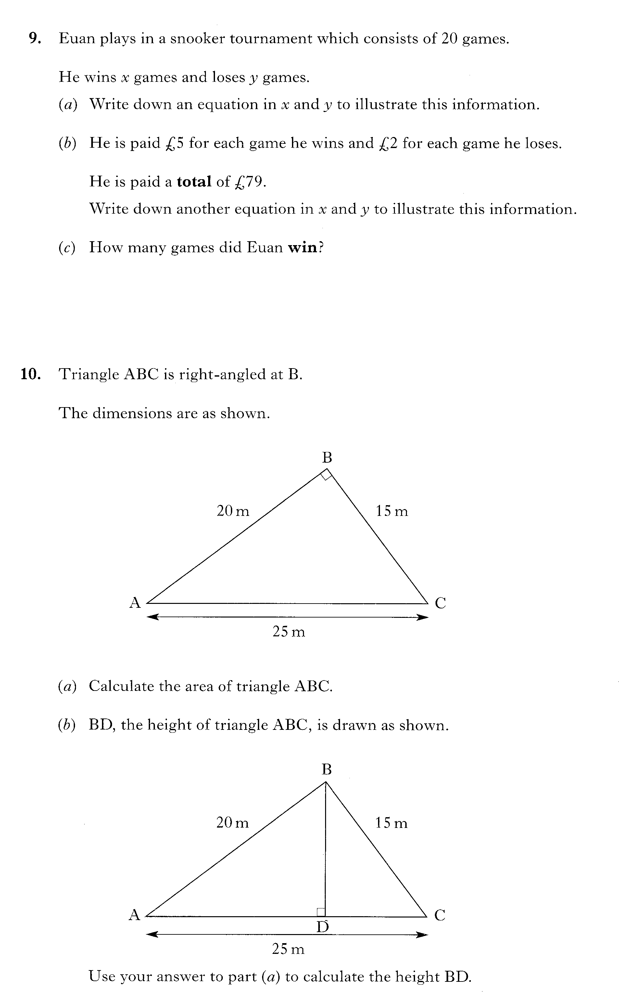 9. Euan plays in a snooker tournament which consists of 20 games.
He wins x games and loses y games.
(a) Write down an equation in x and y to illustrate this information.
(b) He is paid £5 for each game he wins and £2 for each game he loses.
He is paid a total of £79.
Write down another equation in x and y to illustrate this information.
(c) How many games did Euan win?
10. Triangle ABC is right-angled at B.
The dimensions are as shown.
B
20 m 15 m
A C
25 m
(a) Calculate the area of triangle ABC.
(b) BD, the height of triangle ABC, is drawn as shown.
B
20 m 15 m
A C
D
25 m
Use your answer to part (a) to calculate the height BD.